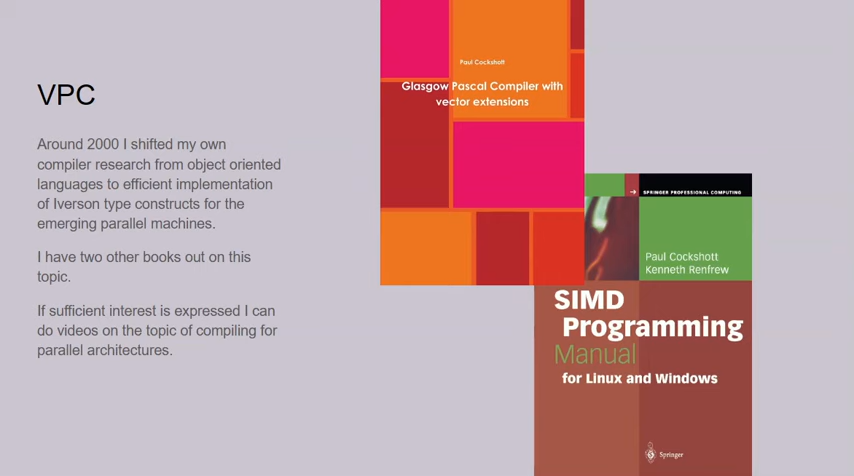 VPC
Around 2000 I shifted my own
compiler research from object oriented
languages to efficient implementation
of Iverson type constructs for the
emerging parallel machines.
I have two other books out on this
topic.
If sufficient interest is expressed I can
do videos on the topic of compiling for
parallel architectures.
Paul Cockshott
Glasgow Pascal Compiler with
vector extensions
SPRINGER PROFESSIONAL COMPUTING
Paul Cockshott
Kenneth Renfrew
SIMD
Programming
Manual
for Linux and Windows
Springer